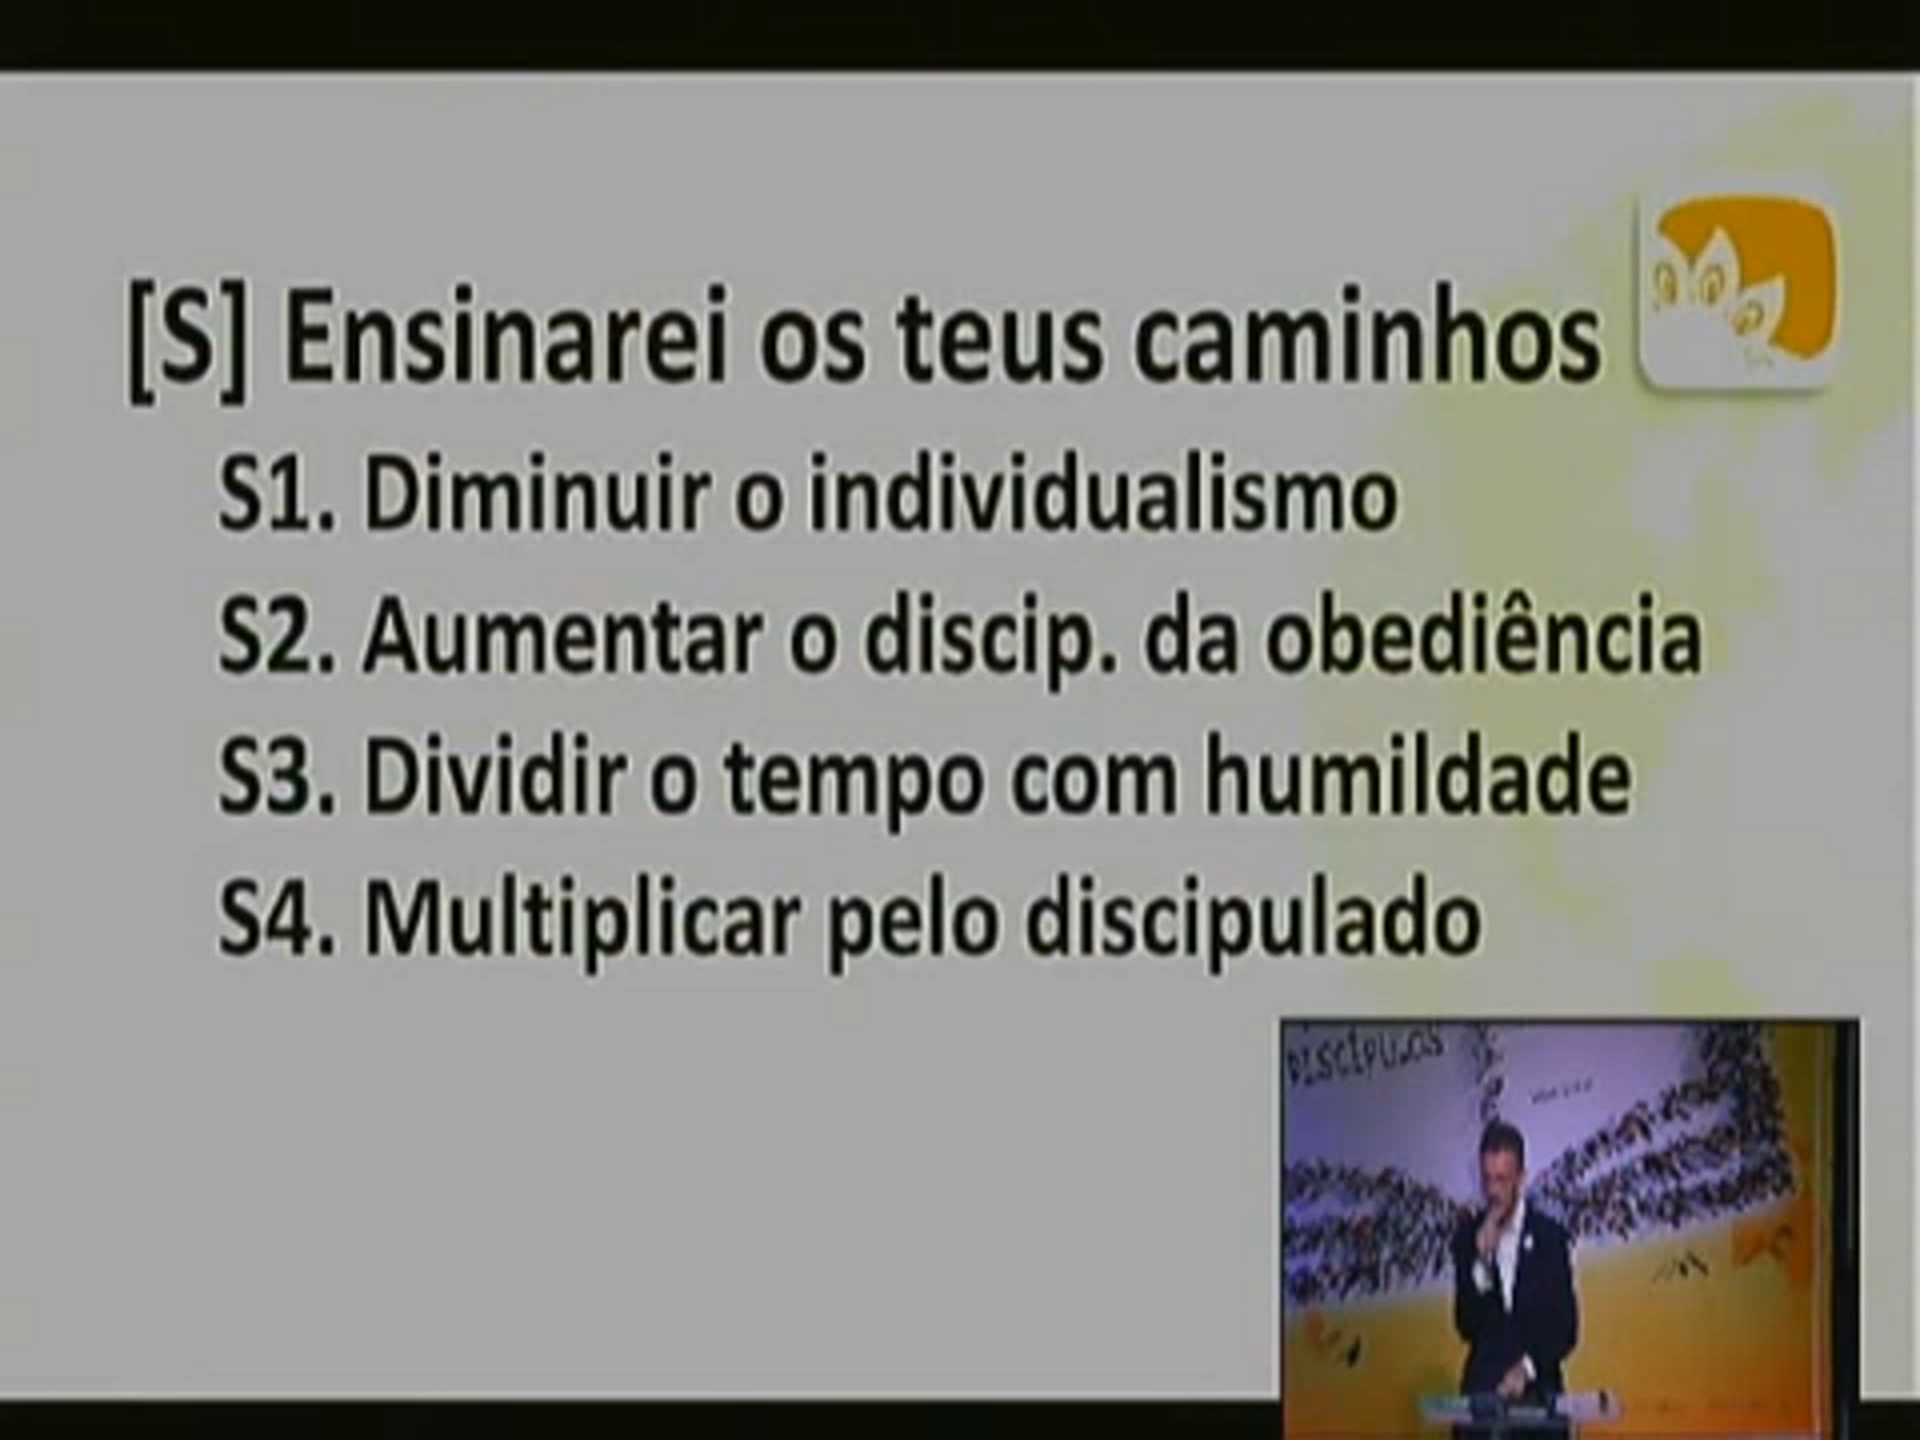 [S] Ensinarei os teus caminhos
S1. Diminuir o individualismo
S2. Aumentar o discip. da obediência
S3. Dividir o tempo com humildade
S4. Multiplicar pelo discipulado
DISCÍPULOS